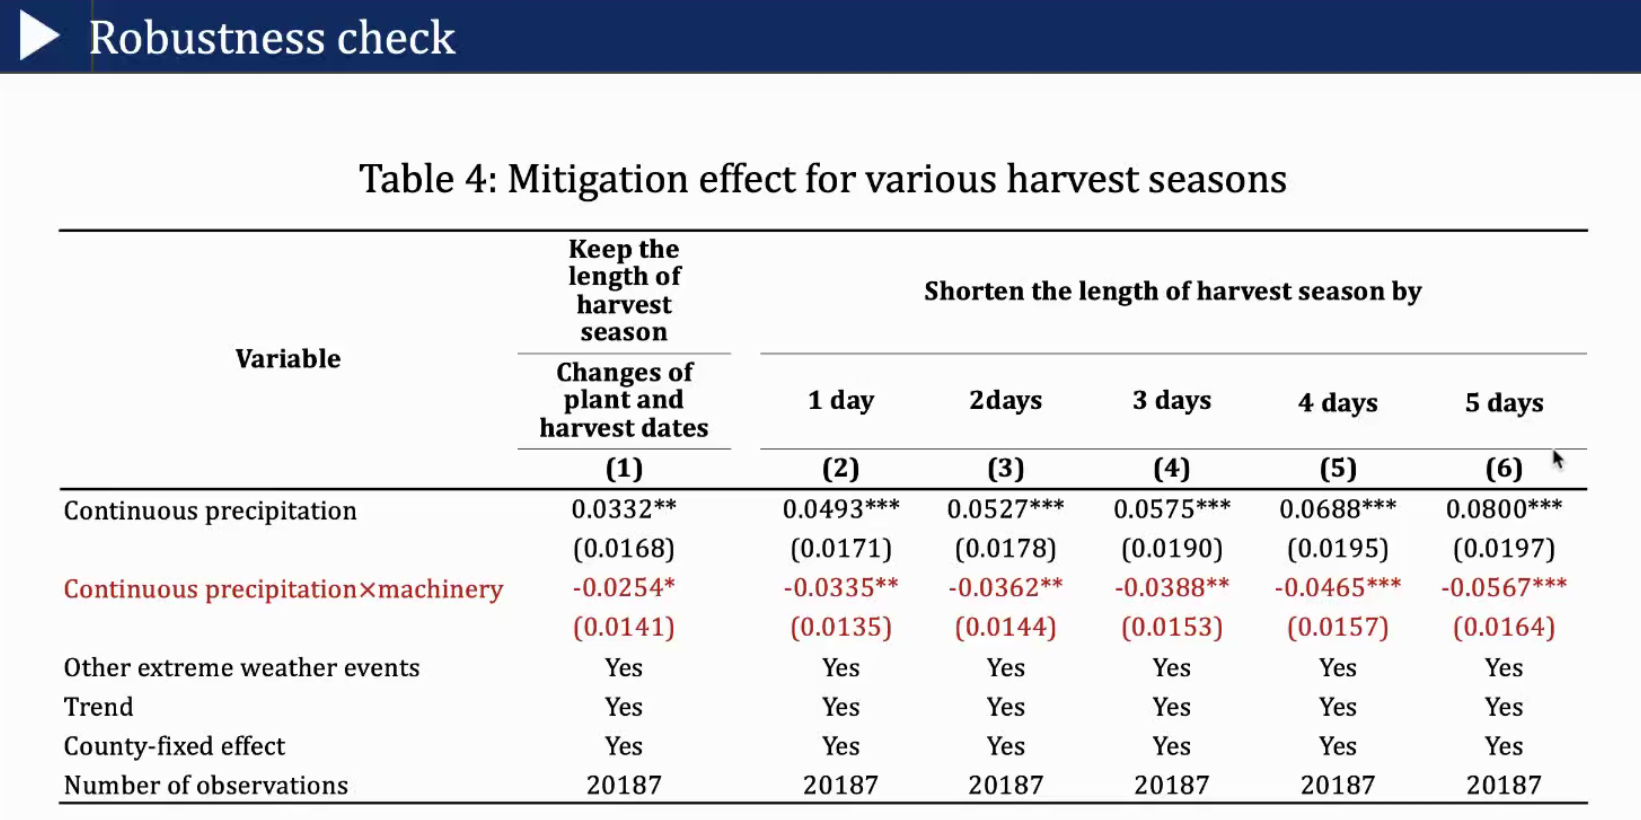 Robustness check
Table 4: Mitigation effect for various harvest seasons
Variable
Keep the
length of
harvest
season
Shorten the length of harvest season by
Changes of
plant and
harvest dates
1 day 2days 3 days 4 days 5 days
(1) (2) (3) (4) (5) (6)
Continuous precipitation 0.0332** 0.0493*** 0.0527*** 0.0575*** 0.0688*** 0.0800***
(0.0168) (0.0171) (0.0178) (0.0190) (0.0195) (0.0197)
Continuous precipitation×machinery -0.0254* -0.0335** -0.0362** -0.0388** -0.0465*** -0.0567***
(0.0141) (0.0135) (0.0144) (0.0153) (0.0157) (0.0164)
Other extreme weather events Yes Yes Yes Yes Yes Yes
Trend Yes Yes Yes Yes Yes Yes
County-fixed effect Yes Yes Yes Yes Yes Yes
Number of observations 20187 20187 20187 20187 20187 20187